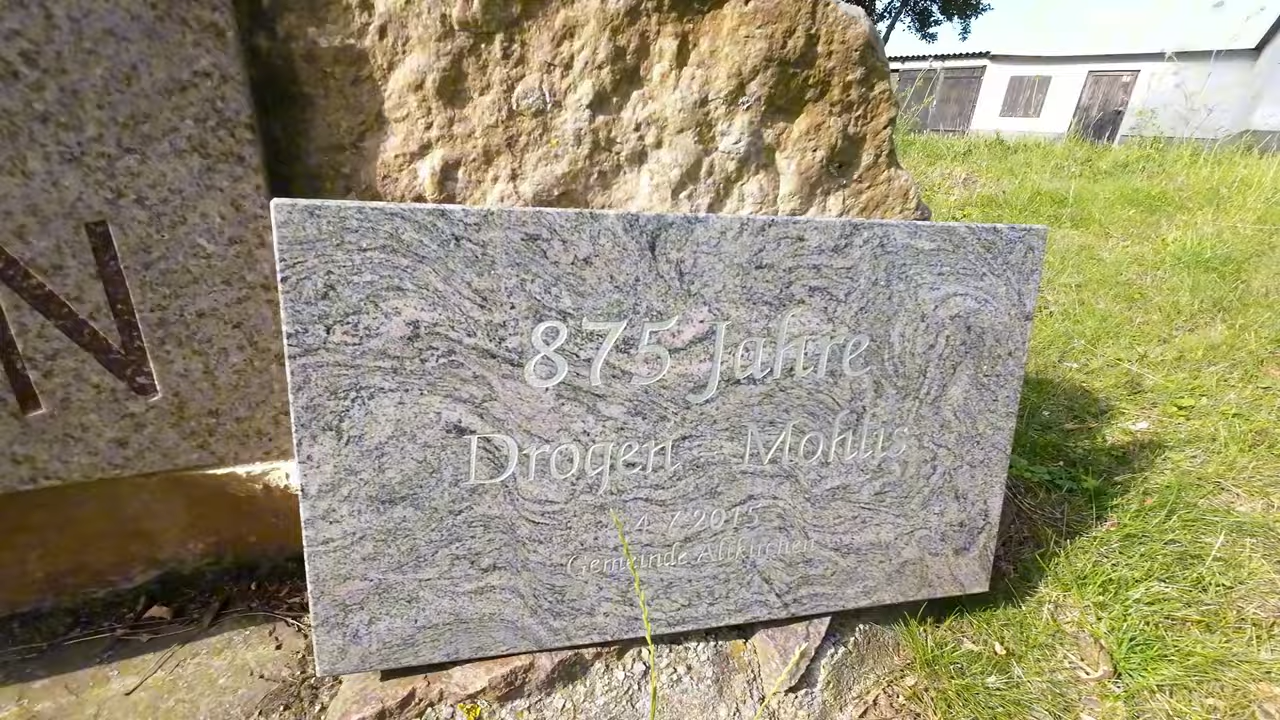 N
875 Jahre
Drogen - Mohlis
4.7.2015
Gemeinde Altkirchen